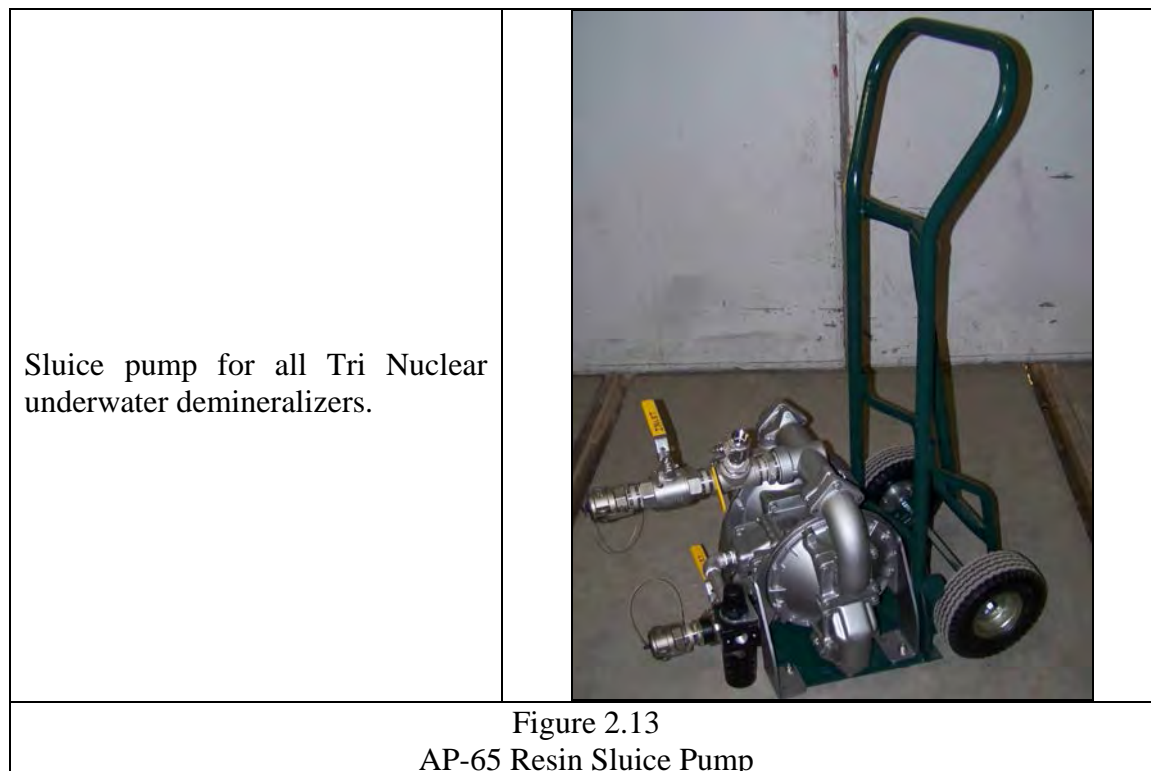 Sluice pump for all Tri Nuclear
underwater demineralizers.
Figure 2.13
AP-65 Resin Sluice Pump